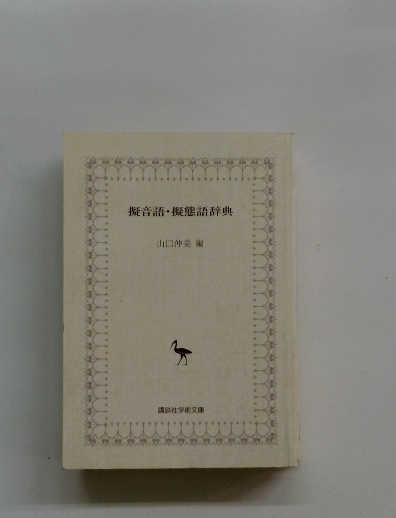 擬音語・擬態語辞典
山口仲美 編
講談社学術文庫